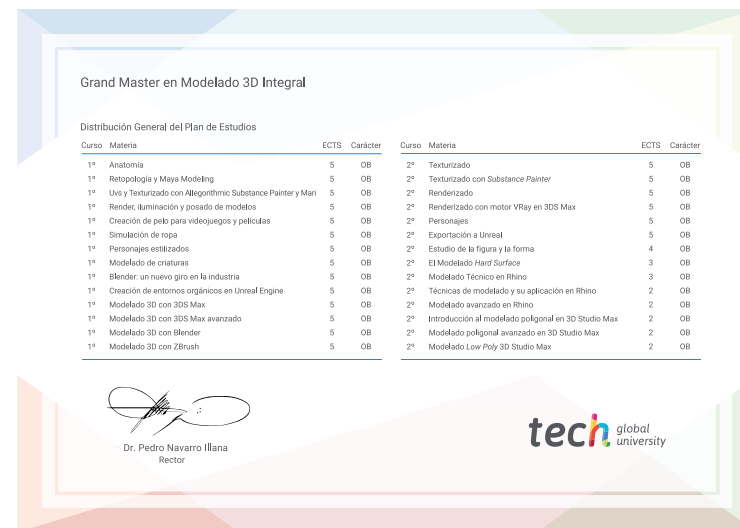 Grand Master en Modelado 3D Integral
Distribución General del Plan de Estudios
Curso Materia ECTS Carácter
1º Anatomía 5 OB
1º Retopología y Maya Modeling 5 OB
1º Uvs y Texturizado con Allegorithmic Substance Painter y Mari 5 OB
1º Render, iluminación y posado de modelos 5 OB
1º Creación de pelo para videojuegos y películas 5 OB
1º Simulación de ropa 5 OB
1º Personajes estilizados 5 OB
1º Modelado de criaturas 5 OB
1º Blender: un nuevo giro en la industria 5 OB
1º Creación de entornos orgánicos en Unreal Engine 5 OB
1º Modelado 3D con 3DS Max 5 OB
1º Modelado 3D con 3DS Max avanzado 5 OB
1º Modelado 3D con Blender 5 OB
1º Modelado 3D con ZBrush 5 OB
Curso Materia ECTS Carácter
2º Texturizado 5 OB
2º Texturizado con Substance Painter 5 OB
2º Renderizado 5 OB
2º Renderizado con motor VRay en 3DS Max 5 OB
2º Personajes 5 OB
2º Exportación a Unreal 5 OB
2º Estudio de la figura y la forma 4 OB
2º El Modelado Hard Surface 3 OB
2º Modelado Técnico en Rhino 3 OB
2º Técnicas de modelado y su aplicación en Rhino 2 OB
2º Modelado avanzado en Rhino 2 OB
2º Introducción al modelado poligonal en 3D Studio Max 2 OB
2º Modelado poligonal avanzado en 3D Studio Max 2 OB
2º Modelado Low Poly 3D Studio Max 2 OB
Dr. Pedro Navarro Illana
Rector
tech global
university